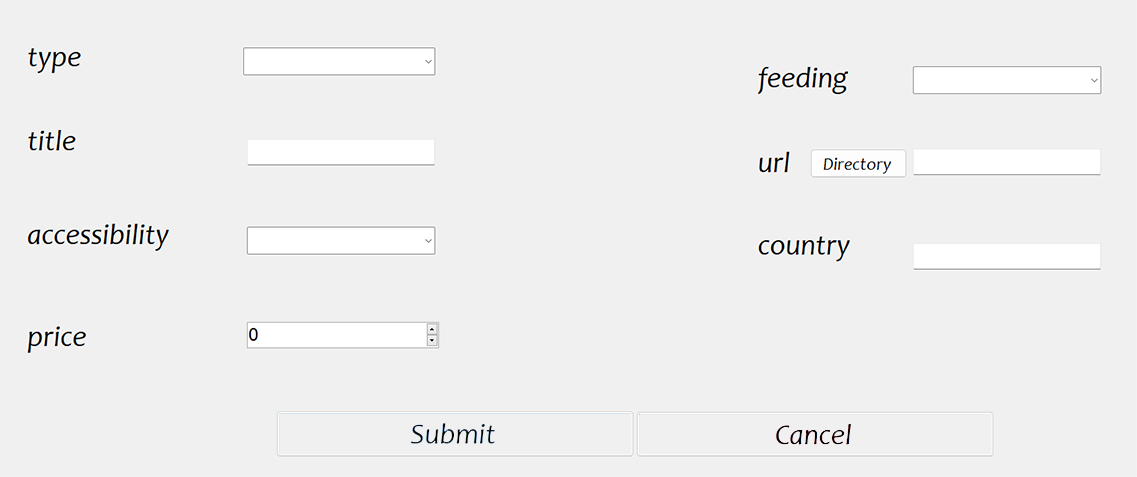 type
title
accessibility
price
0
feeding
url
Directory
country
Submit
Cancel